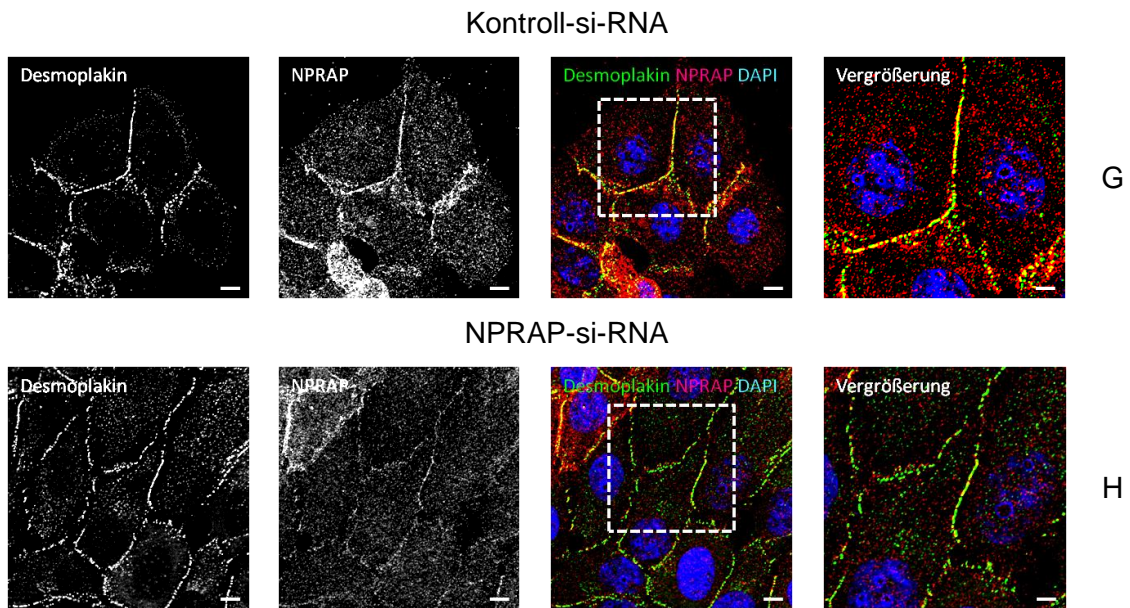 Kontroll-si-RNA
Desmoplakin
NPRAP
Desmoplakin NPRAP DAPI
Vergrößerung
G
NPRAP-si-RNA
Desmoplakin
NPRAP
Desmoplakin NPRAP DAPI
Vergrößerung
H